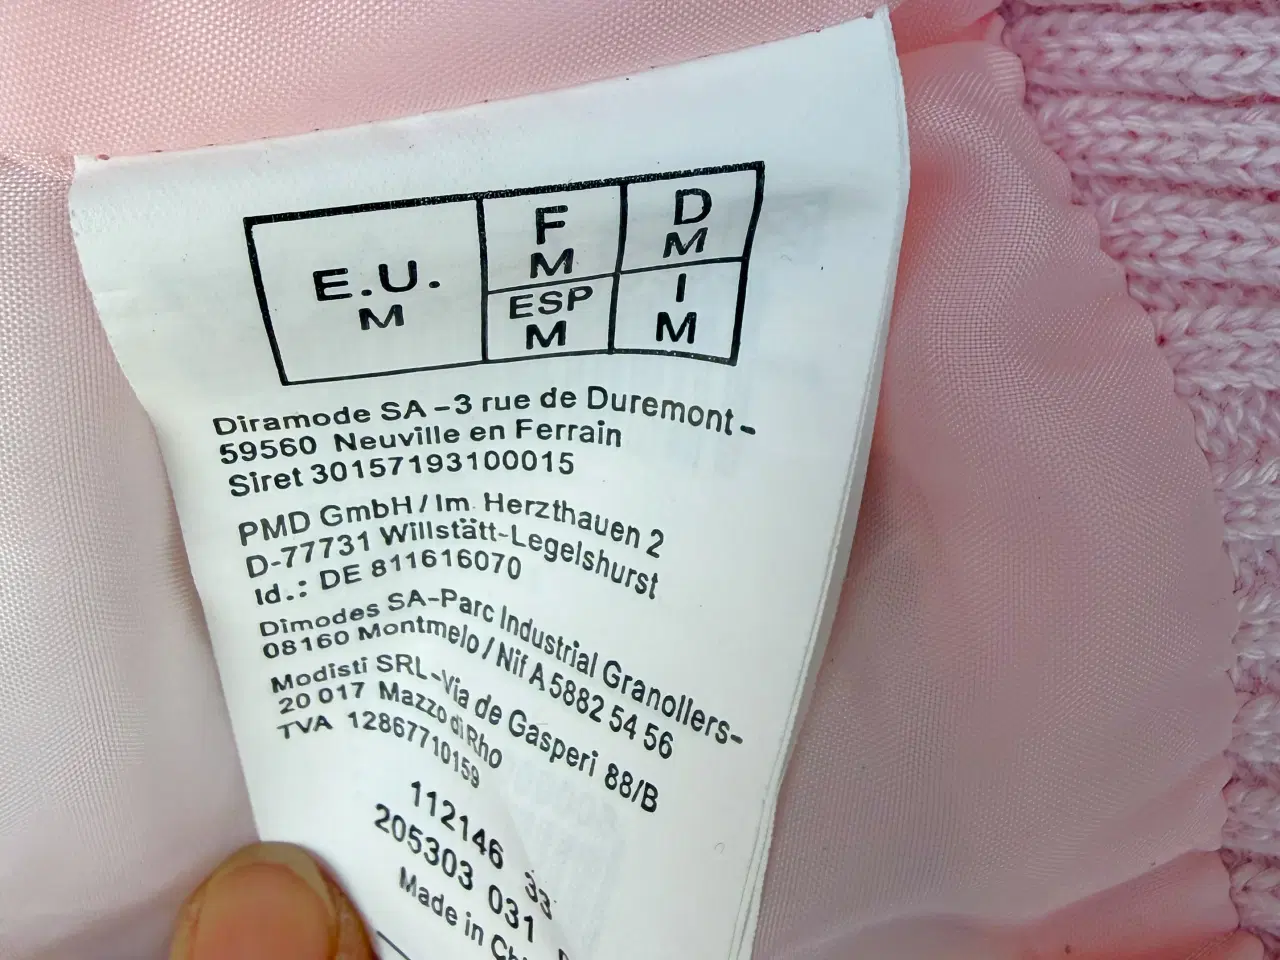 E.U.
M
F
M
D
M
ESP
M
I
M
Diramode SA – 3 rue de Duremont -
59560 Neuville en Ferrain
Siret 30157193100015
PMD GmbH / Im Herzthauen 2
D-77731 Willstätt-Legelshurst
Id.: DE 811616070
Dimodes SA-Parc Industrial Granollers-
08160 Montmelo / Nif A 5882 54 56
Modisti SRL-Via de Gasperi 88/B
20 017 Mazzo di Rho
TVA 12867710159
112146 33
205303 031
Made in